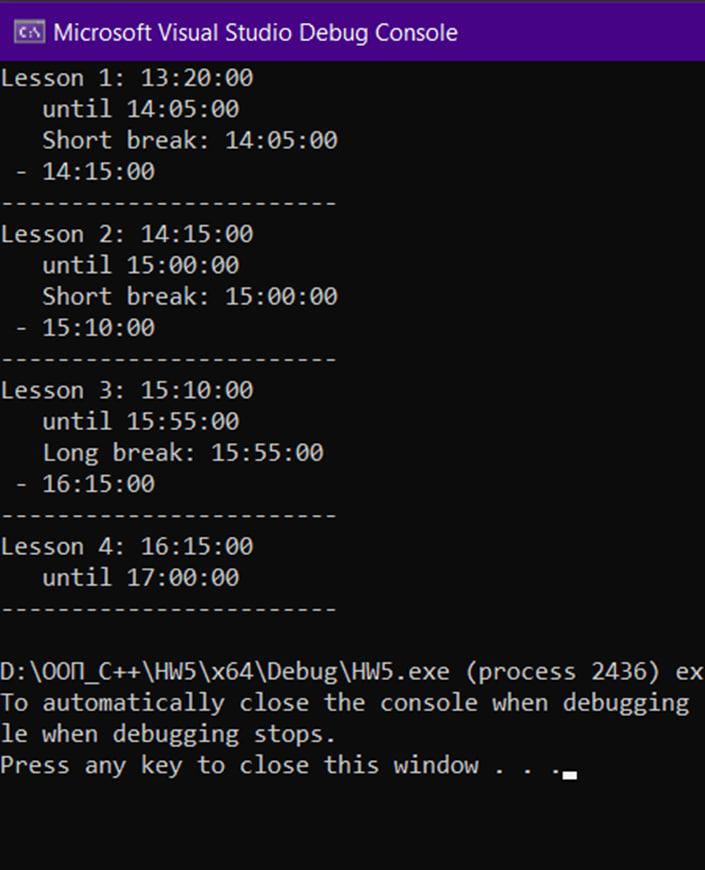 C:\ Microsoft Visual Studio Debug Console
Lesson 1: 13:20:00
   until 14:05:00
   Short break: 14:05:00
 - 14:15:00
------------------------
Lesson 2: 14:15:00
   until 15:00:00
   Short break: 15:00:00
 - 15:10:00
------------------------
Lesson 3: 15:10:00
   until 15:55:00
   Long break: 15:55:00
 - 16:15:00
------------------------
Lesson 4: 16:15:00
   until 17:00:00
------------------------
D:\ООП_C++\HW5\x64\Debug\HW5.exe (process 2436) ex
To automatically close the console when debugging
le when debugging stops.
Press any key to close this window . . .